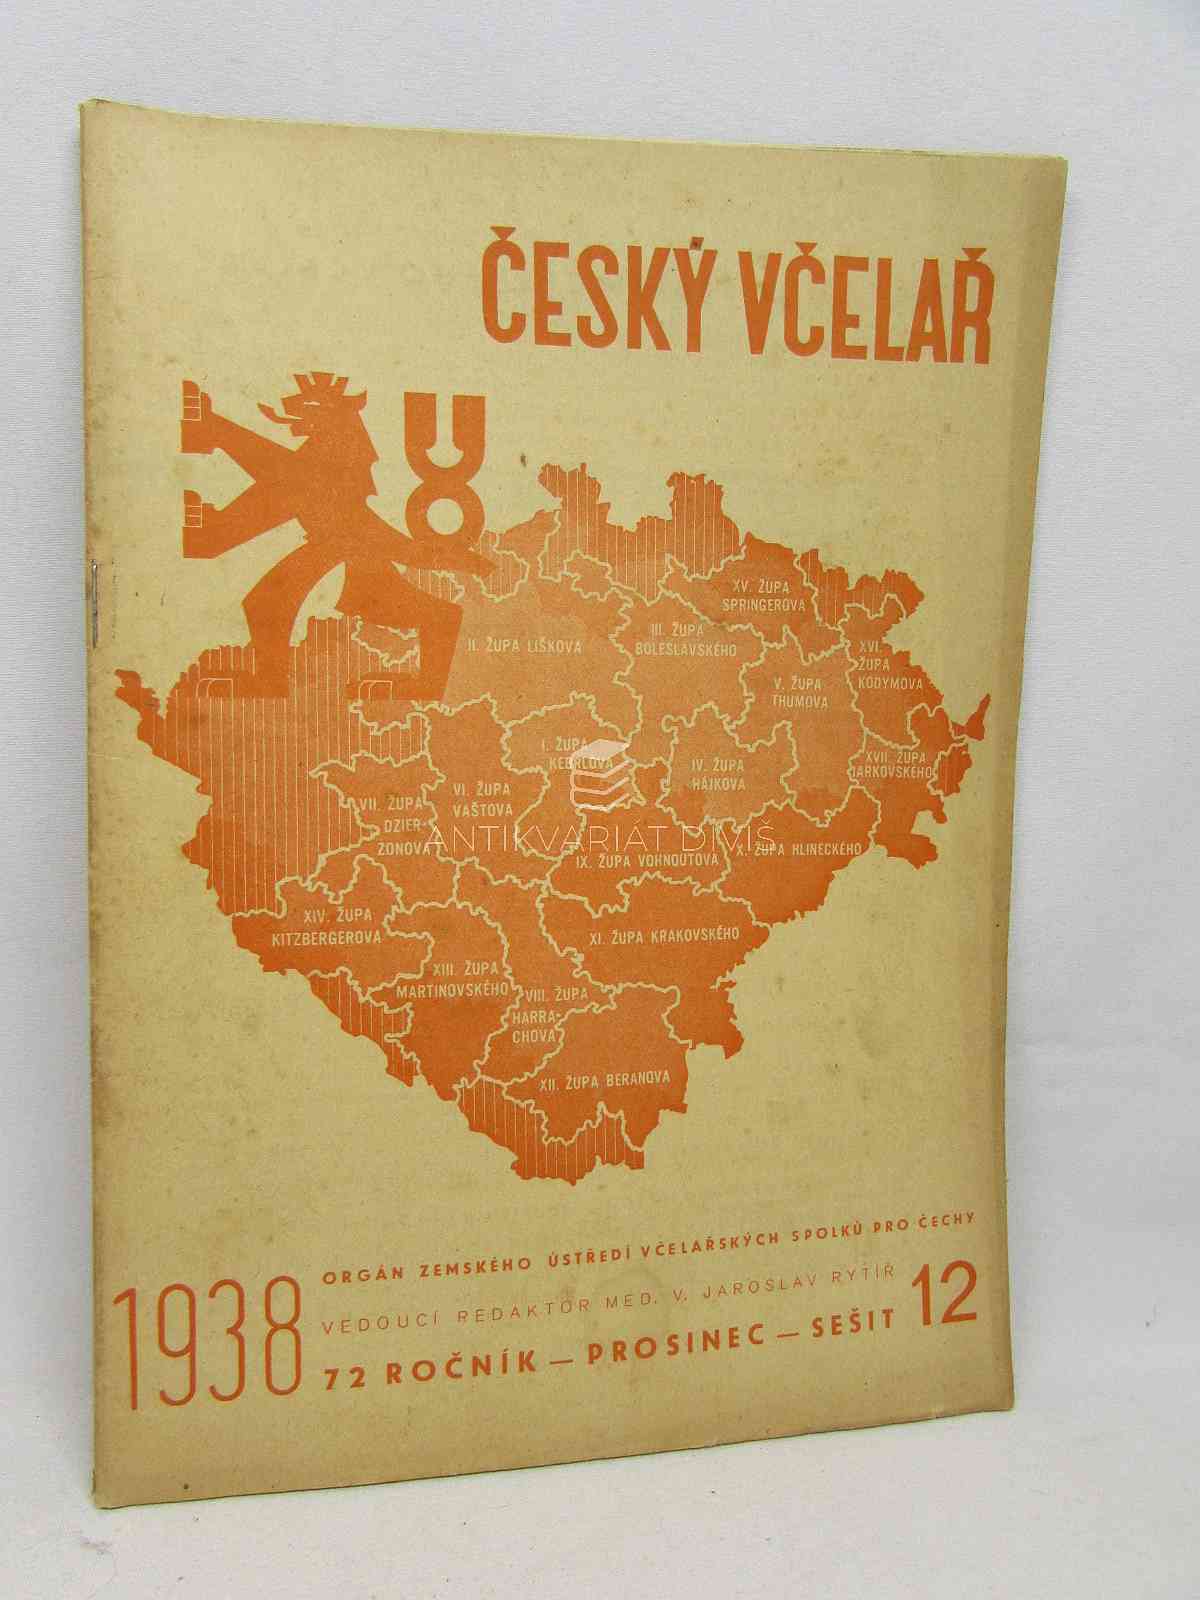 ČESKÝ VČELAŘ
XV. ŽUPA
SPRINGEROVA
II. ŽUPA LIŠKOVA
III. ŽUPA
BOLESLAVSKÉHO
XVI.
ŽUPA
KODYMOVA
V. ŽUPA
THUMOVA
I. ŽUPA
KEBRLOVA
IV. ŽUPA
HÁJKOVA
XVII. ŽUPA
JARKOVSKÉHO
VI. ŽUPA
VAŠTOVA
VII. ŽUPA
DZIER-
ZONOVA
ANTIKVARIÁT DIVIŠ
IX. ŽUPA VOHNOUTOVA
X. ŽUPA HLINECKÉHO
XIV. ŽUPA
KITZBERGEROVA
XI. ŽUPA KRAKOVSKÉHO
XIII. ŽUPA
MARTINOVSKÉHO
VIII. ŽUPA
HARRA-
CHOVA
XII. ŽUPA BERANOVA
1938
ORGÁN ZEMSKÉHO ÚSTŘEDÍ VČELAŘSKÝCH SPOLKŮ PRO ČECHY
VEDOUCÍ REDAKTOR MED. V. JAROSLAV RYTÍŘ
72 ROČNÍK — PROSINEC — SEŠIT 12